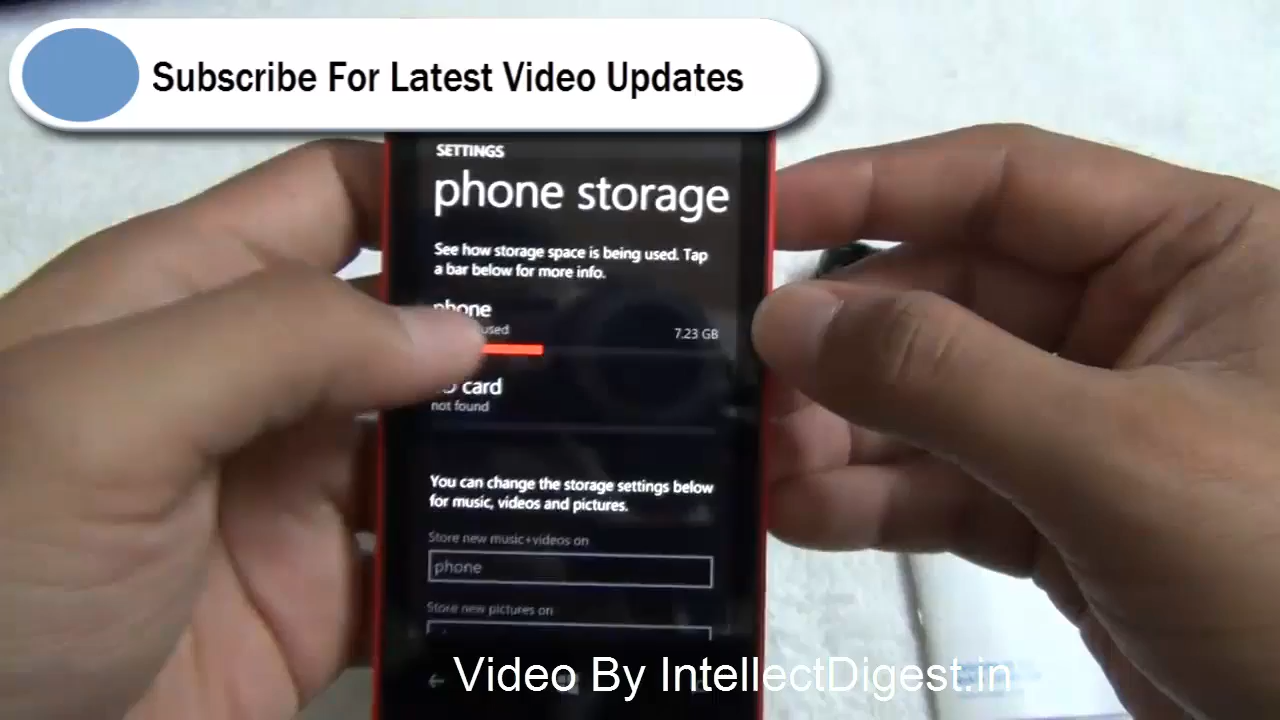 Subscribe For Latest Video Updates
SETTINGS
phone storage
See how storage space is being used. Tap
a bar below for more info.
phone
used
7.23 GB
card
not found
You can change the storage settings below
for music, videos and pictures.
Store new music+videos on
phone
Store new pictures on
Video By IntellectDigest.in